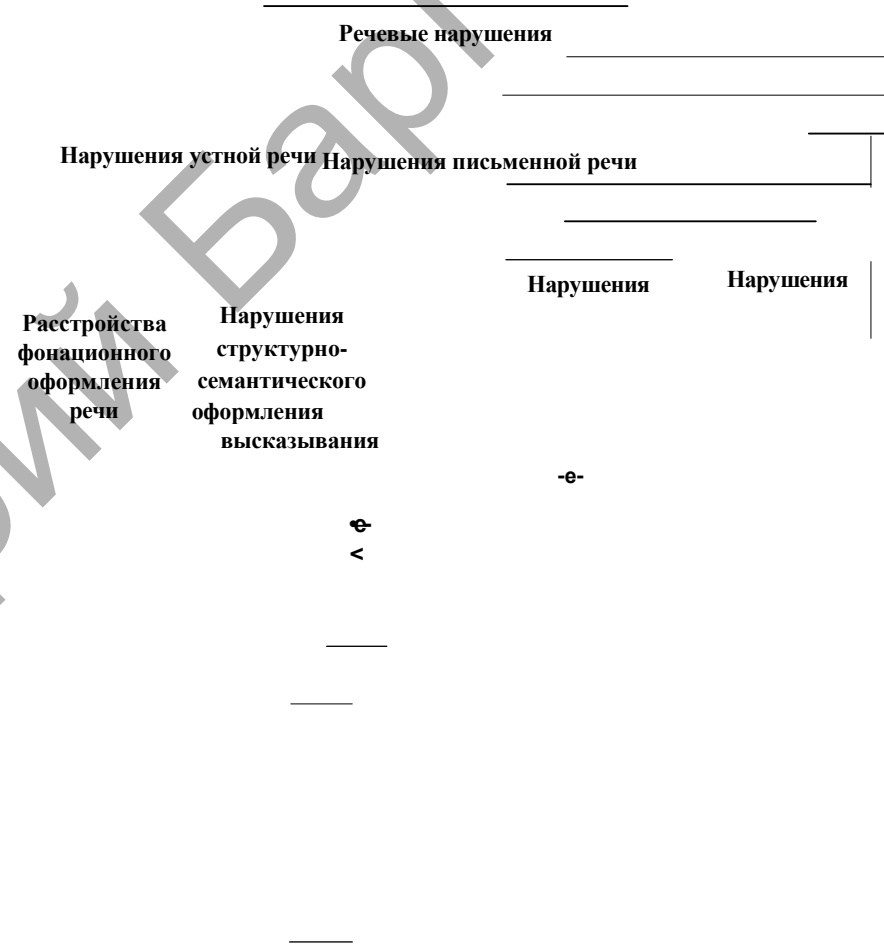 Речевые нарушения
Нарушения устной речи Нарушения письменной речи
Нарушения
Нарушения
Расстройства
фонационного
оформления
речи
Нарушения
структурно-
семантического
оформления
высказывания
-е-
<